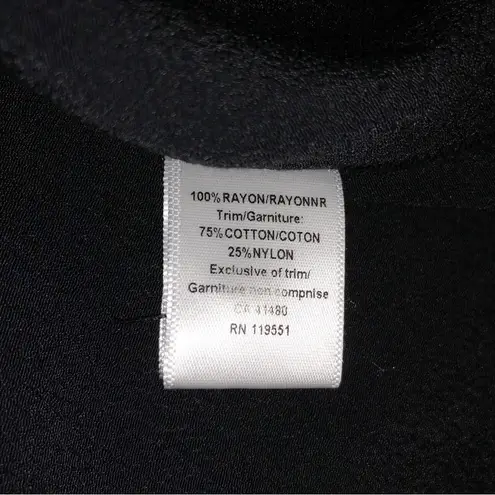 100%RAYON/RAYONNR
Trim/Garniture:
75%COTTON/COTON
25%NYLON
Exclusive of trim/
Garniture non compnise
CA 41480
RN 119551